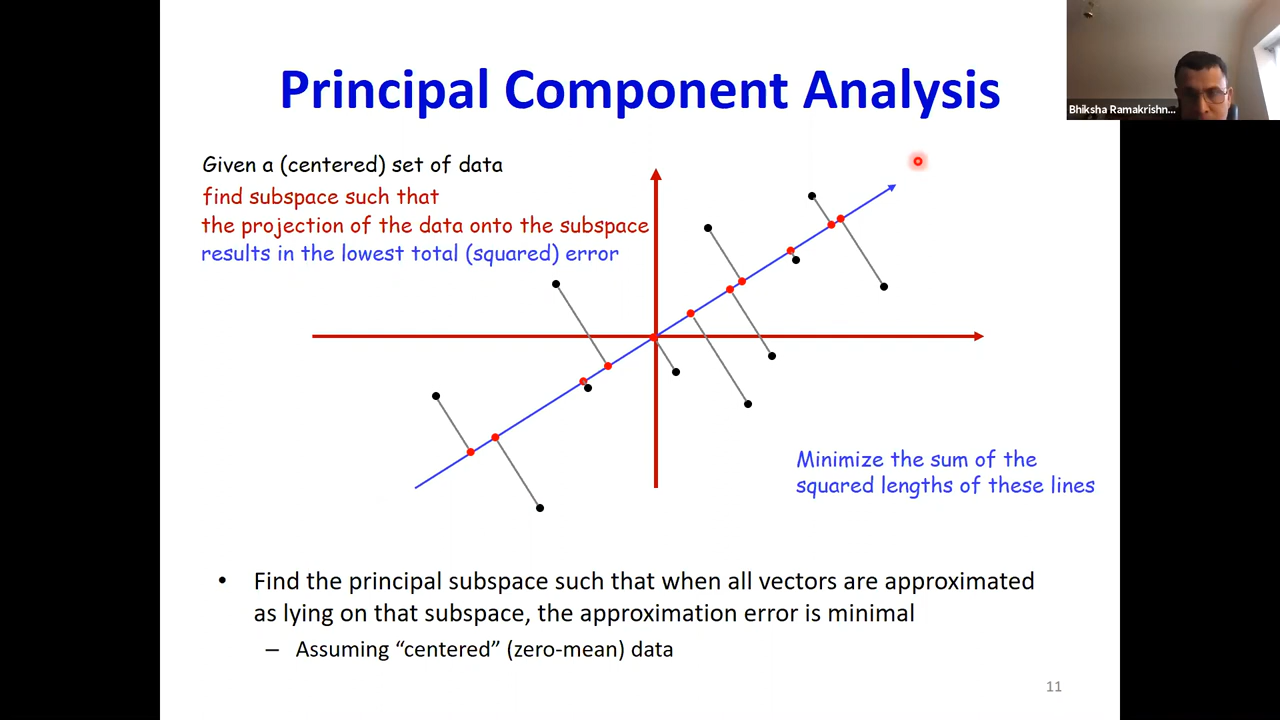 Principal Component Analysis
Bhiksha Ramakrishn...
Given a (centered) set of data
find subspace such that
the projection of the data onto the subspace
results in the lowest total (squared) error
Minimize the sum of the
squared lengths of these lines
• Find the principal subspace such that when all vectors are approximated
as lying on that subspace, the approximation error is minimal
– Assuming “centered” (zero-mean) data
11